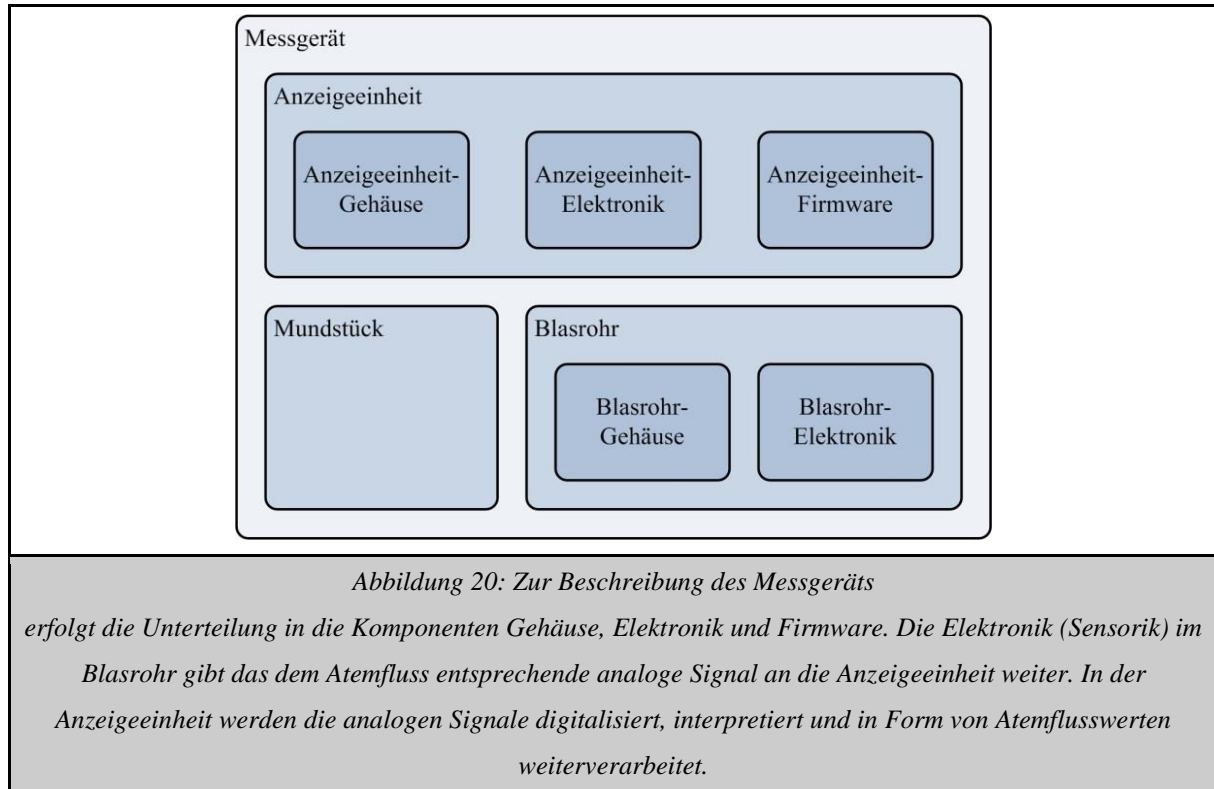 Messgerät
Anzeigeeinheit
Anzeigeeinheit-
Gehäuse
Anzeigeeinheit-
Elektronik
Anzeigeeinheit-
Firmware
Mundstück
Blasrohr
Blasrohr-
Gehäuse
Blasrohr-
Elektronik
Abbildung 20: Zur Beschreibung des Messgeräts
erfolgt die Unterteilung in die Komponenten Gehäuse, Elektronik und Firmware. Die Elektronik (Sensorik) im
Blasrohr gibt das dem Atemfluss entsprechende analoge Signal an die Anzeigeeinheit weiter. In der
Anzeigeeinheit werden die analogen Signale digitalisiert, interpretiert und in Form von Atemflusswerten
weiterverarbeitet.